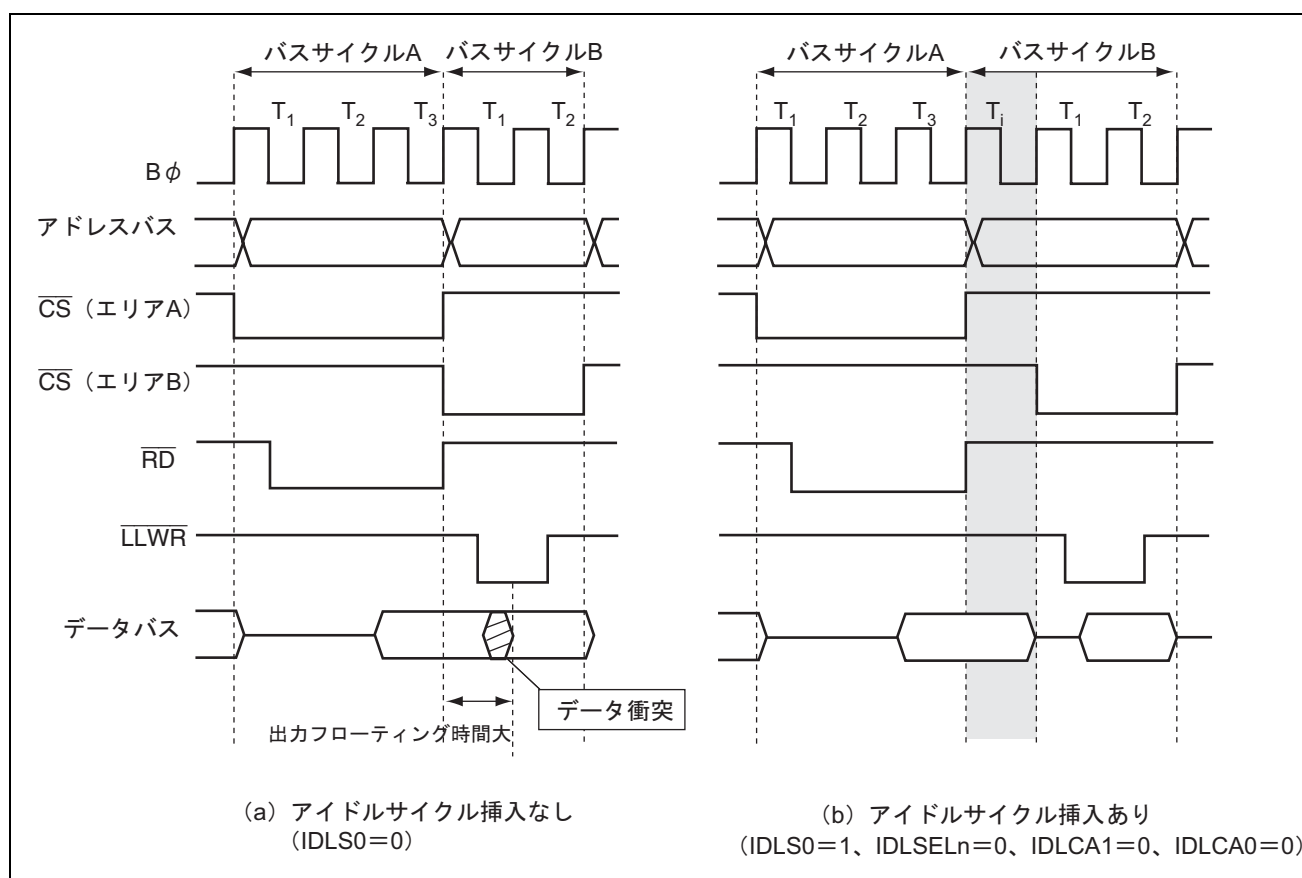 バスサイクルA バスサイクルB
T1 T2 T3 T1 T2
Bφ
アドレスバス
CS（エリアA）
CS（エリアB）
RD
LLWR
データバス
データ衝突
出力フローティング時間大
(a) アイドルサイクル挿入なし
(IDLS0＝0)
バスサイクルA バスサイクルB
T1 T2 T3 Ti T1 T2
(b) アイドルサイクル挿入あり
(IDLS0＝1、IDLSELn＝0、IDLCA1＝0、IDLCA0＝0)